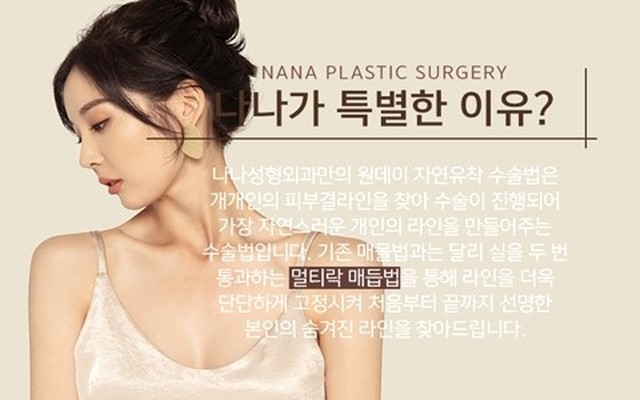 NANA PLASTIC SURGERY
나나가 특별한 이유?
나나성형외과만의 원데이 자연유착 수술법은
개개인의 피부결라인을 찾아 수술이 진행되어
가장 자연스러운 개인의 라인을 만들어주는
수술법입니다. 기존 매몰법과는 달리 실을 두 번
통과하는 멀티락 매듭법을 통해 라인을 더욱
단단하게 고정시켜 처음부터 끝까지 선명한
본인의 숨겨진 라인을 찾아드립니다.